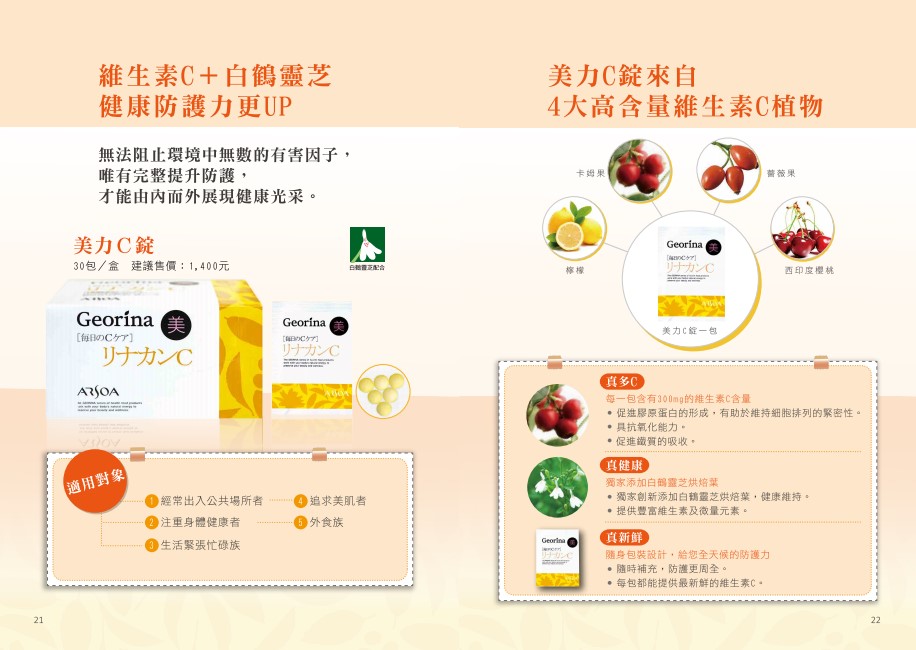 維生素C＋白鶴靈芝
健康防護力更UP
無法阻止環境中無數的有害因子，
唯有完整提升防護，
才能由內而外展現健康光采。
美力C錠
30包／盒　建議售價：1,400元
白鶴靈芝配合
Georina 美
[毎日のCケア]
リナカンC
ARSOA
Georina 美
[毎日のCケア]
リナカンC
ARSOA
適用對象
1 經常出入公共場所者
2 注重身體健康者
3 生活緊張忙碌族
4 追求美肌者
5 外食族
21
美力C錠來自
4大高含量維生素C植物
卡姆果
薔薇果
檸檬
西印度櫻桃
Georina 美
[毎日のCケア]
リナカンC
ARSOA
美力C錠一包
真多C
每一包含有300mg的維生素C含量
• 促進膠原蛋白的形成，有助於維持細胞排列的緊密性。
• 具抗氧化能力。
• 促進鐵質的吸收。
真健康
獨家添加白鶴靈芝烘焙葉
• 獨家創新添加白鶴靈芝烘焙葉，健康維持。
• 提供豐富維生素及微量元素。
真新鮮
隨身包裝設計，給您全天候的防護力
• 隨時補充，防護更周全。
• 每包都能提供最新鮮的維生素C。
Georina 美
リナカンC
22